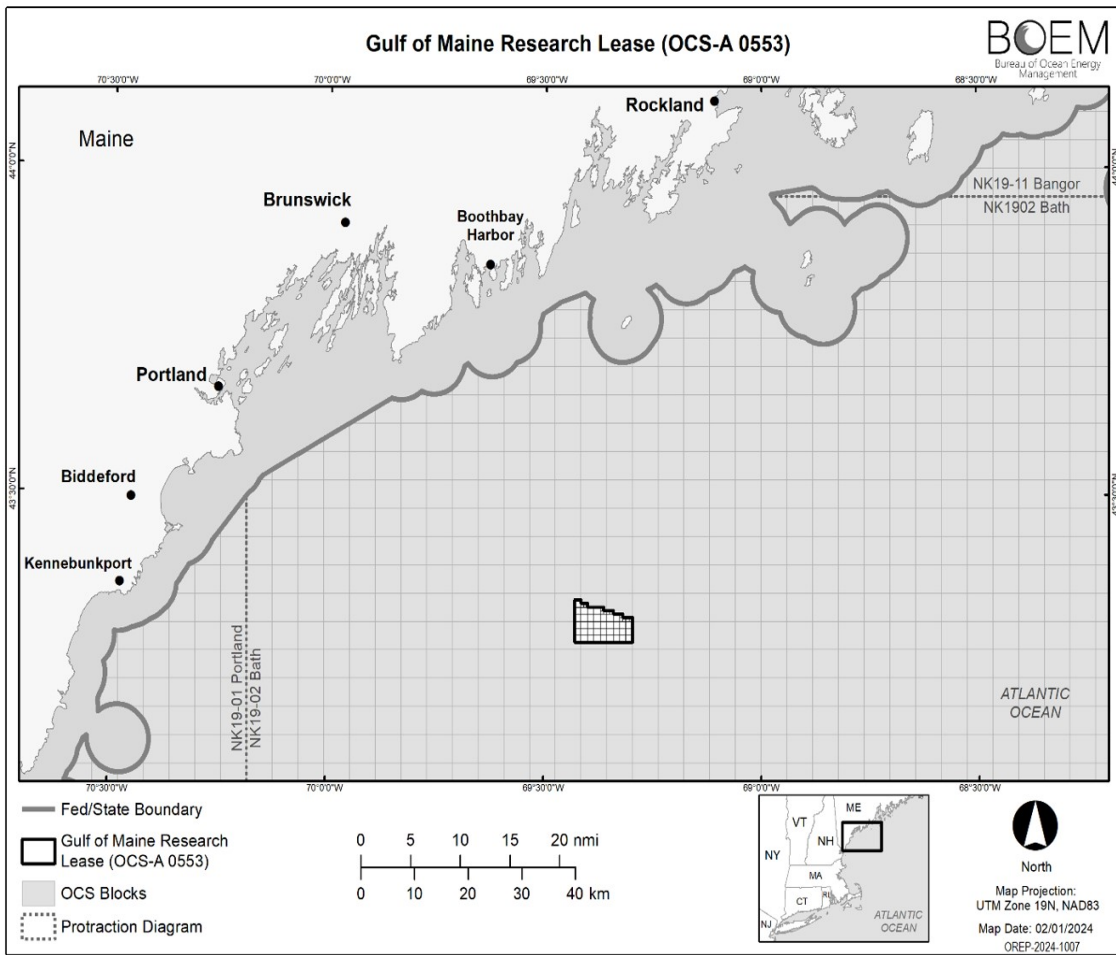 Gulf of Maine Research Lease (OCS-A 0553)
BOEM
Bureau of Ocean Energy
Management
70°30'0"W
70°0'0"W
69°30'0"W
69°0'0"W
68°30'0"W
Rockland
Maine
44°0'0"N
44°0'0"N
NK19-11 Bangor
NK1902 Bath
Brunswick
Boothbay
Harbor
Portland
Biddeford
43°30'0"N
43°30'0"N
Kennebunkport
NK19-01 Portland
NK19-02 Bath
ATLANTIC
OCEAN
70°30'0"W
70°0'0"W
69°30'0"W
69°0'0"W
68°30'0"W
Fed/State Boundary
Gulf of Maine Research
Lease (OCS-A 0553)
OCS Blocks
Protraction Diagram
0 5 10 15 20 nmi
0 10 20 30 40 km
ME
VT
NH
NY
MA
CT
RI
NJ
ATLANTIC
OCEAN
North
Map Projection:
UTM Zone 19N, NAD83
Map Date: 02/01/2024
OREP-2024-1007